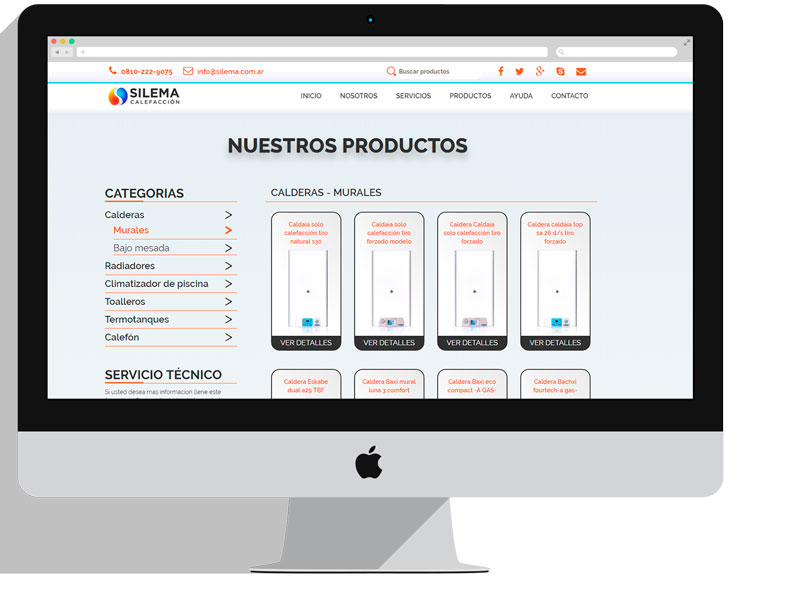 0810-222-9075
info@silema.com.ar
Buscar productos
SILEMA
CALEFACCIÓN
INICIO NOSOTROS SERVICIOS PRODUCTOS AYUDA CONTACTO
NUESTROS PRODUCTOS
CATEGORIAS
Calderas
Murales
Bajo mesada
Radiadores
Climatizador de piscina
Toalleros
Termotanques
Calefón
SERVICIO TÉCNICO
Si usted desea mas informacion llene este
CALDERAS - MURALES
Caldaia solo
calefacción tiro
natural 130
VER DETALLES
Caldaia solo
calefacción tiro
forzado modelo
VER DETALLES
Caldera Caldaia
solo calefacción tiro
forzado
VER DETALLES
Caldera caldaia top
sa 26 d/s tiro
forzado
VER DETALLES
Caldera Eskabe
dual a25 TBF
Caldera Baxi mural
luna 3 comfort
Caldera Baxi eco
compact -A GAS-
Caldera Bachxi
fourtech-a gas-